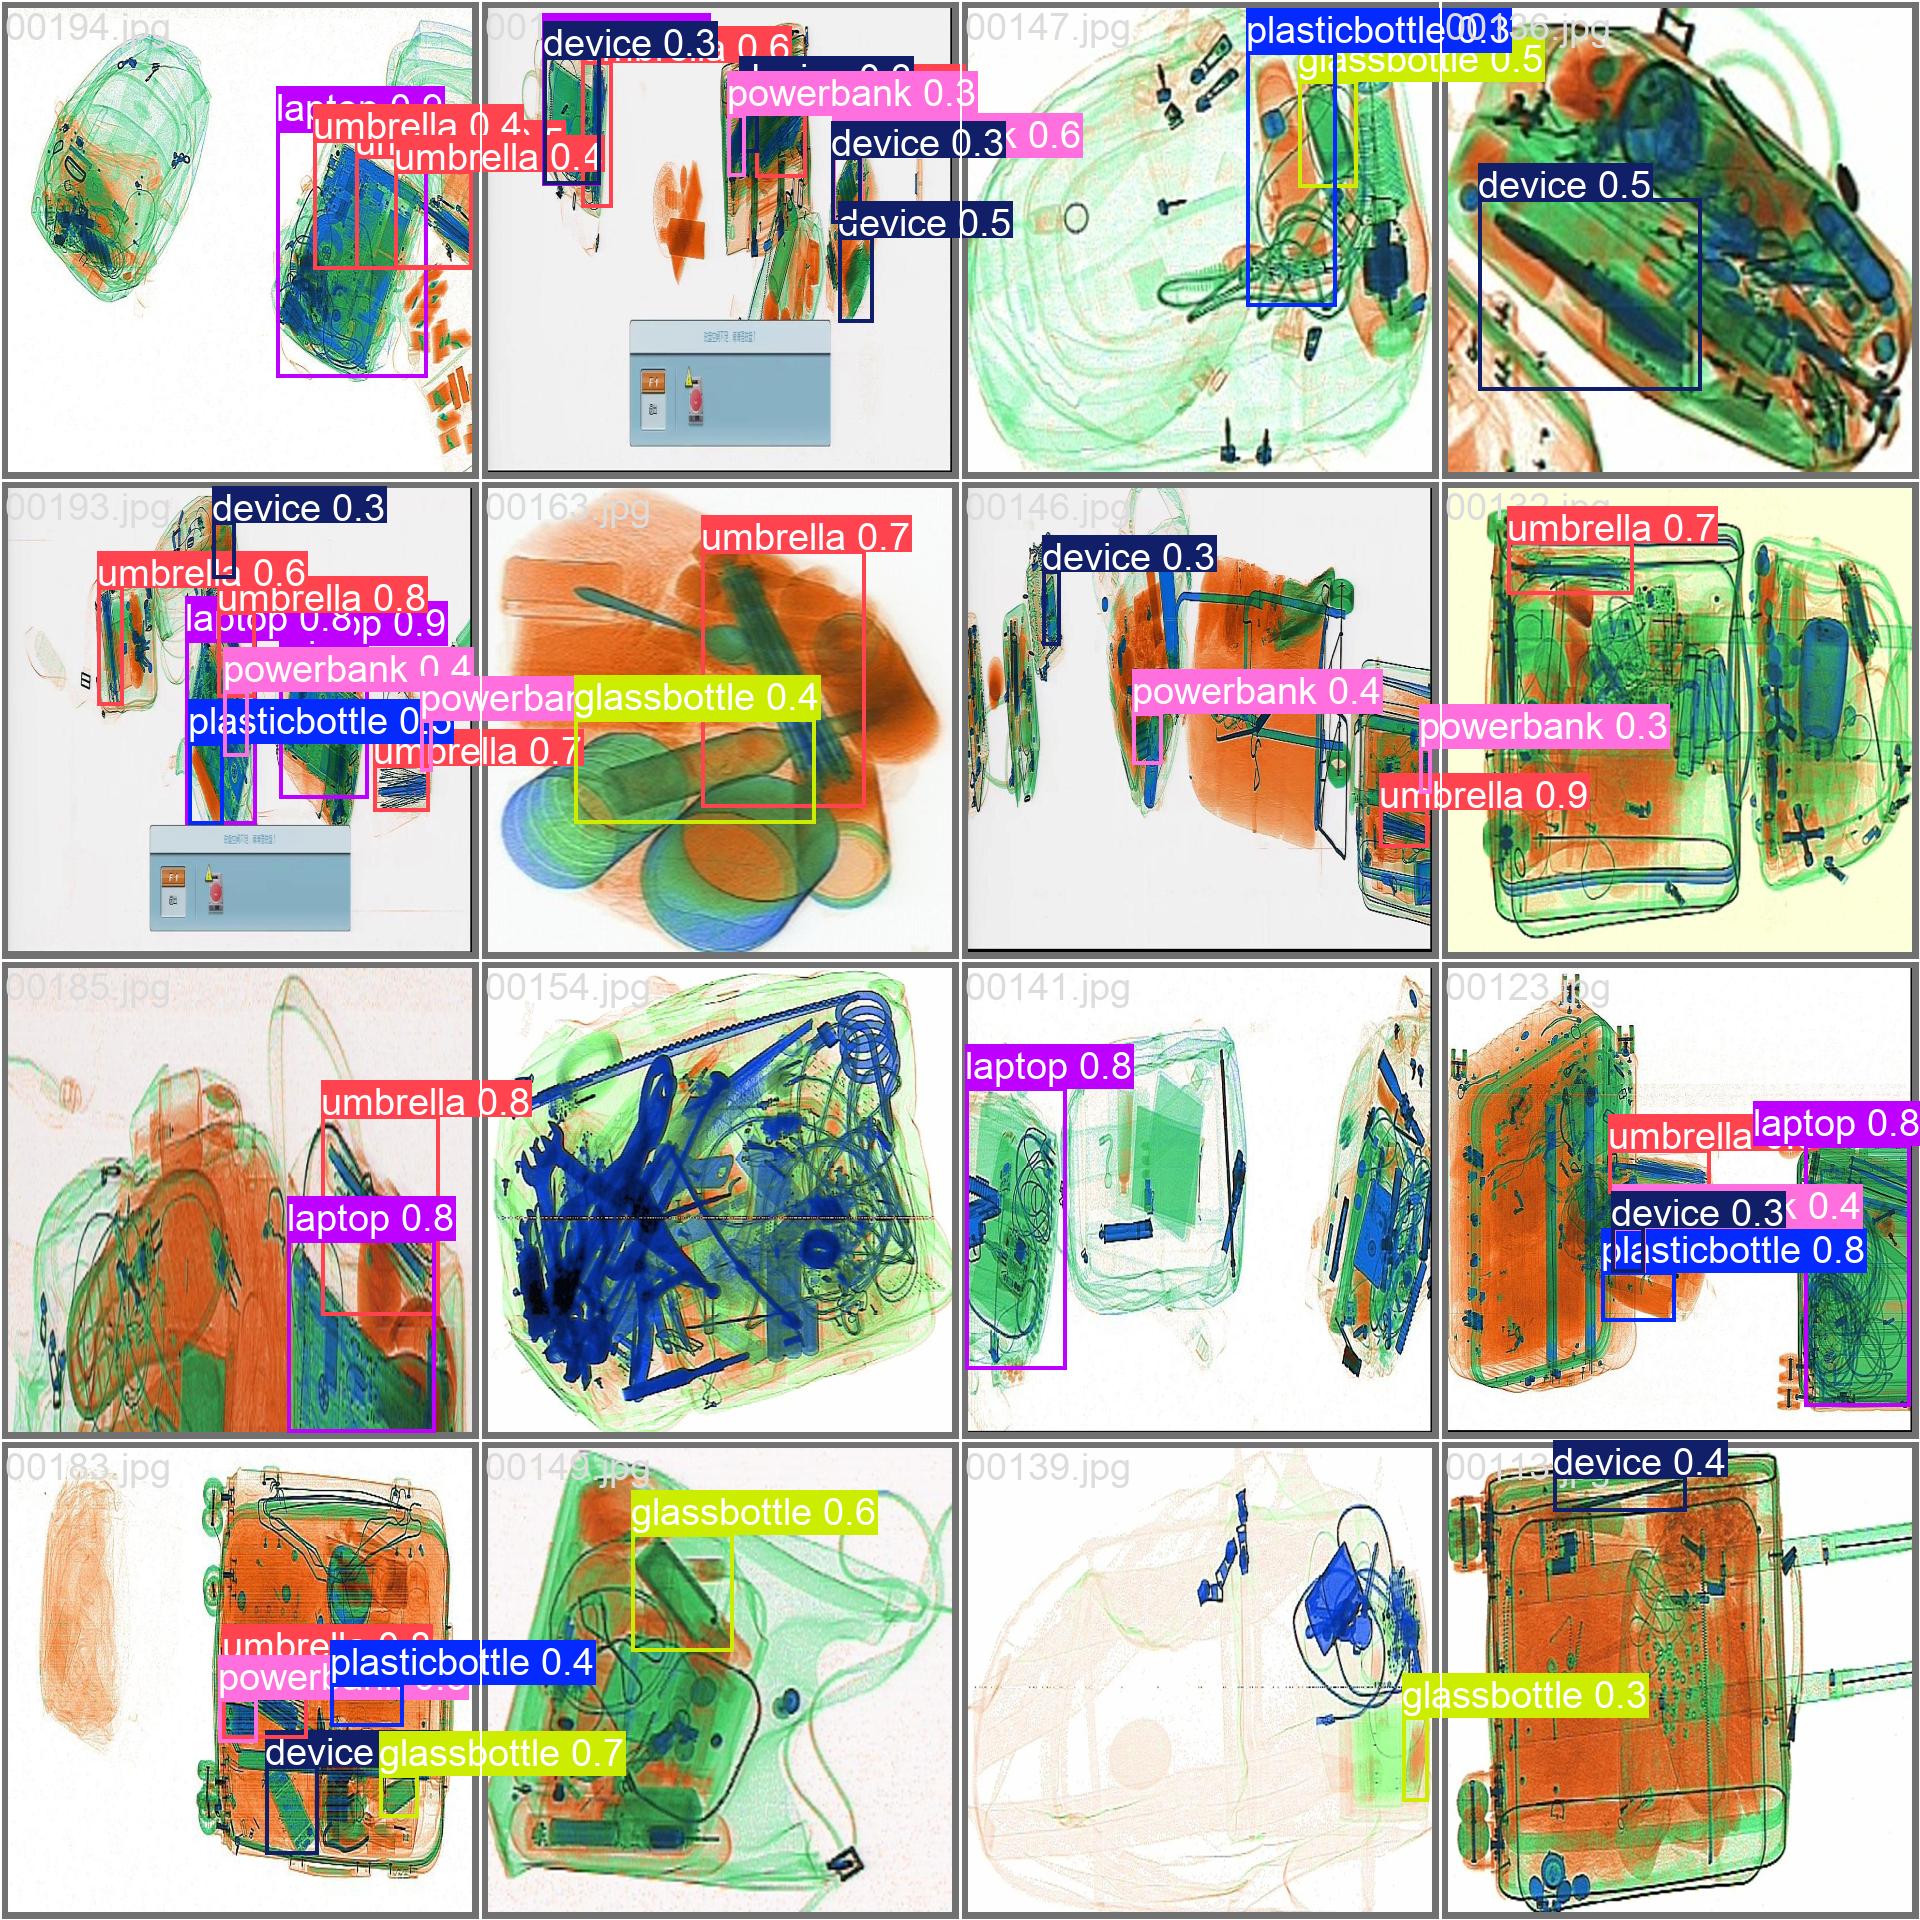 00194.jpg
laptop 0.9
umbrella 0.4
umbrella 0.4
device 0.3
0.6
powerbank 0.3
device 0.3
0.6
device 0.5
00147.jpg
plasticbottle 0.3
glassbottle 0.5
device 0.5
00193.jpg
device 0.3
umbrella 0.6
umbrella 0.8
laptop 0.8
0.9
powerbank 0.4
plasticbottle 0.5
umbrella 0.7
F1
00163.jpg
umbrella 0.7
glassbottle 0.4
00146.jpg
device 0.3
powerbank 0.4
powerbank 0.3
umbrella 0.9
00132.jpg
umbrella 0.7
00185.jpg
umbrella 0.8
laptop 0.8
00154.jpg
00141.jpg
laptop 0.8
00123.jpg
umbrella
laptop 0.8
device 0.3
0.4
plasticbottle 0.8
00183.jpg
umbrella 0.8
plasticbottle 0.4
device
glassbottle 0.7
00149.jpg
glassbottle 0.6
00139.jpg
glassbottle 0.3
00113.jpg
device 0.4